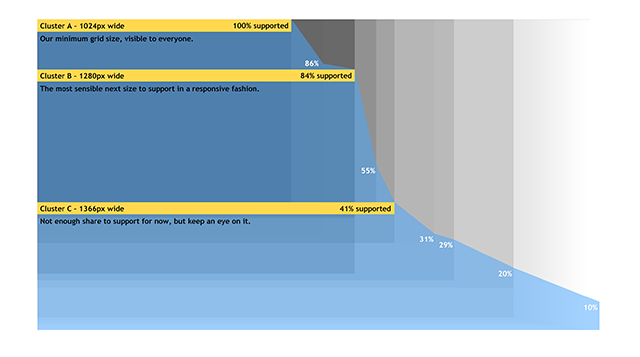 Cluster A – 1024px wide 100% supported
Our minimum grid size, visible to everyone.
86%
Cluster B – 1280px wide 84% supported
The most sensible next size to support in a responsive fashion.
55%
Cluster C – 1366px wide 41% supported
Not enough share to support for now, but keep an eye on it.
31%
29%
20%
10%